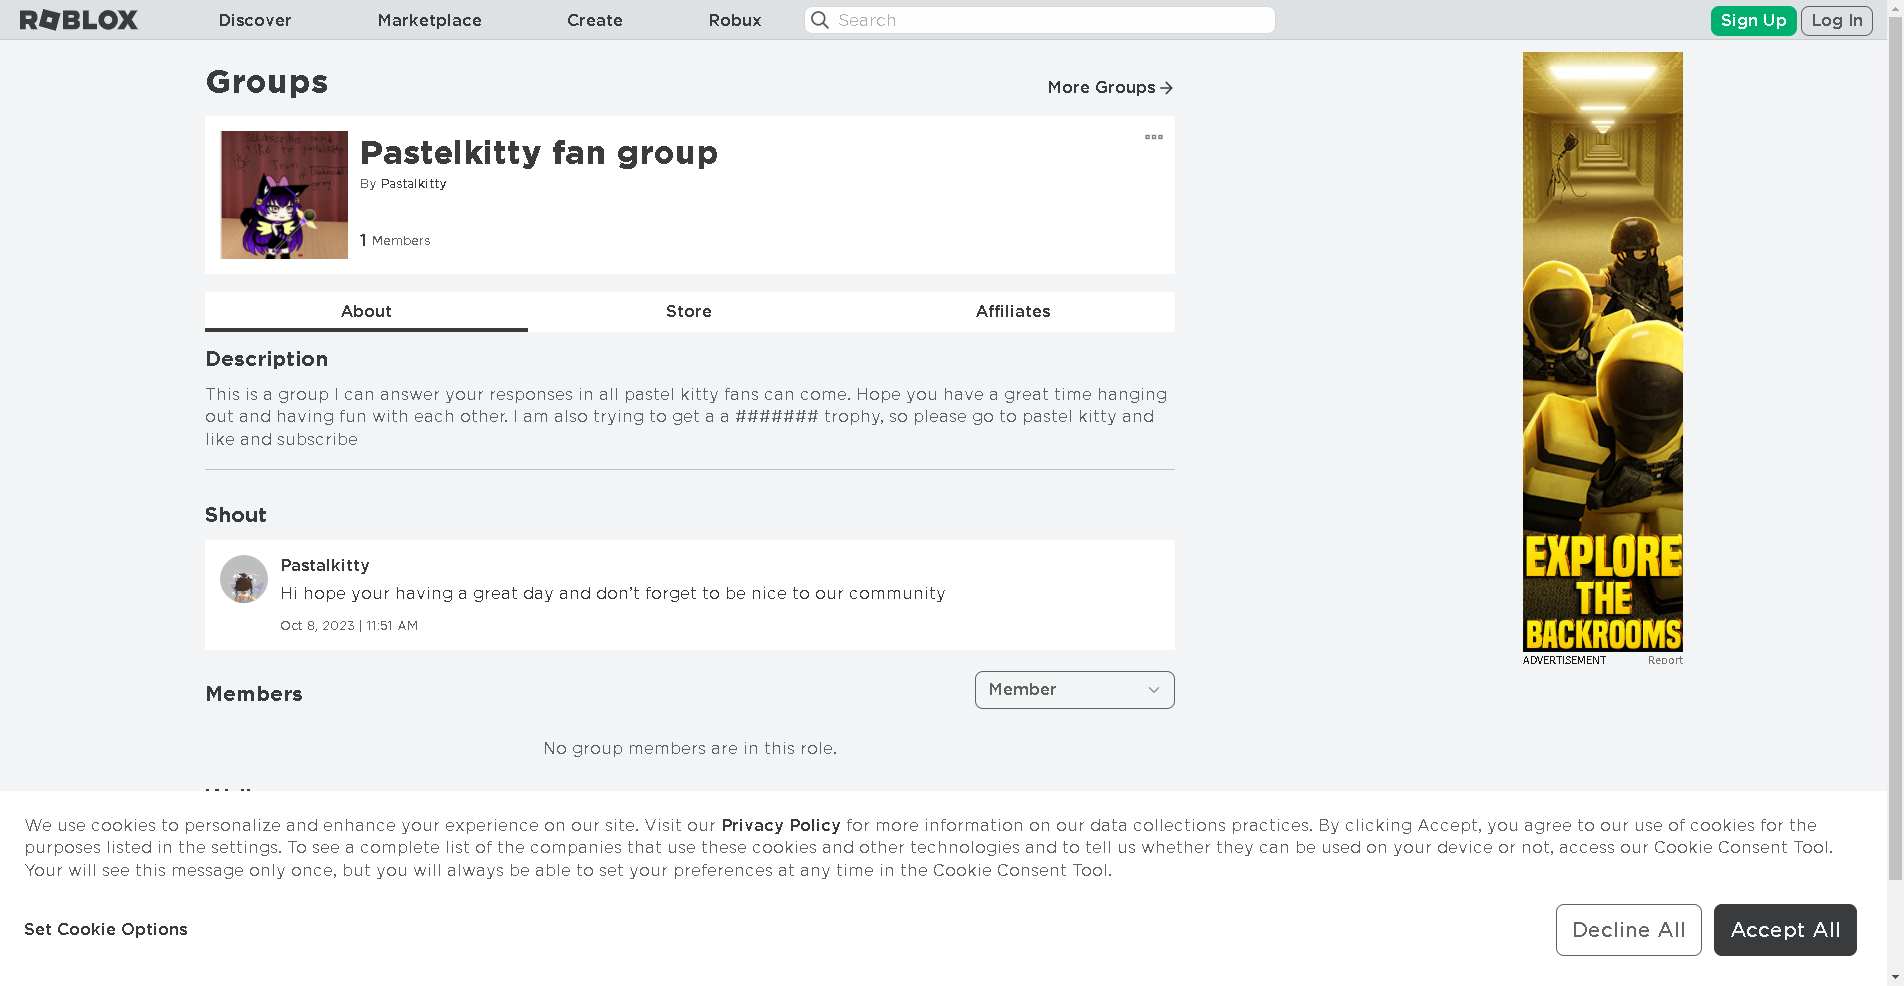 ROBLOX
Discover
Marketplace
Create
Robux
Search
Sign Up
Log In
Groups
More Groups
Pastelkitty fan group
By Pastalkitty
1 Members
About
Store
Affiliates
Description
This is a group I can answer your responses in all pastel kitty fans can come. Hope you have a great time hanging
out and having fun with each other. I am also trying to get a a ####### trophy, so please go to pastel kitty and
like and subscribe
Shout
Pastalkitty
Hi hope your having a great day and don't forget to be nice to our community
Oct 8, 2023 | 11:51 AM
Members
Member
No group members are in this role.
EXPLORE
THE
BACKROOMS
ADVERTISEMENT
Report
We use cookies to personalize and enhance your experience on our site. Visit our Privacy Policy for more information on our data collections practices. By clicking Accept, you agree to our use of cookies for the
purposes listed in the settings. To see a complete list of the companies that use these cookies and other technologies and to tell us whether they can be used on your device or not, access our Cookie Consent Tool.
Your will see this message only once, but you will always be able to set your preferences at any time in the Cookie Consent Tool.
Set Cookie Options
Decline All
Accept All